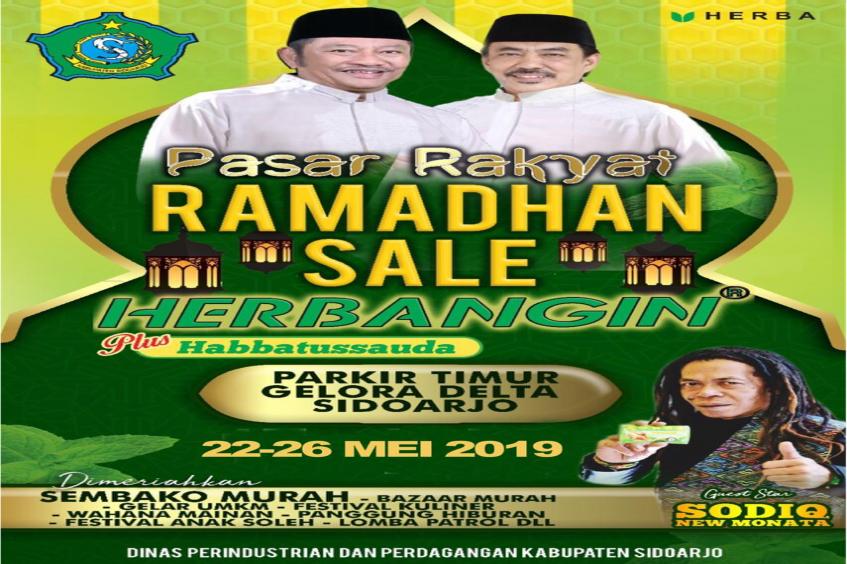 HERBA
Pasar Rakyat
RAMADHAN
SALE
HERBANGIN®
Plus Habbatussauda
PARKIR TIMUR
GELORA DELTA
SIDOARJO
22-26 MEI 2019
Dimeriahkan
SEMBAKO MURAH - BAZAAR MURAH
- GELAR UMKM - FESTIVAL KULINER
- WAHANA MAINAN - PANGGUNG HIBURAN
- FESTIVAL ANAK SOLEH - LOMBA PATROL DLL
Guest Star
SODIQ
NEW MONATA
DINAS PERINDUSTRIAN DAN PERDAGANGAN KABUPATEN SIDOARJO